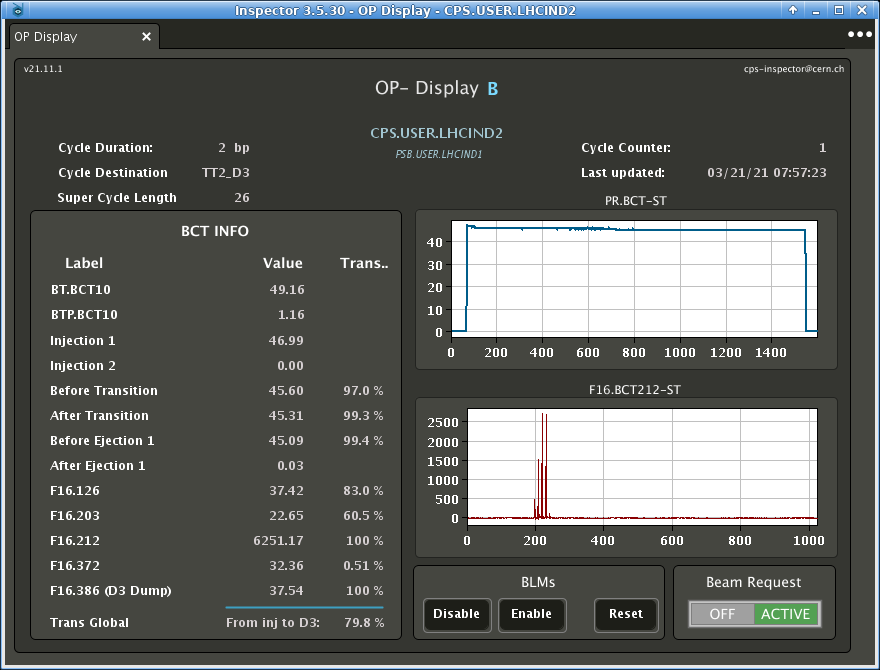 Inspector 3.5.30 - OP Display - CPS.USER.LHCIND2
OP Display
v21.11.1
cps-inspector@cern.ch
OP- Display B
CPS.USER.LHCIND2
PSB.USER.LHCIND1
Cycle Duration: 2 bp
Cycle Destination TT2_D3
Super Cycle Length 26
Cycle Counter: 1
Last updated: 03/21/21 07:57:23
BCT INFO
Label Value Trans..
BT.BCT10 49.16
BTP.BCT10 1.16
Injection 1 46.99
Injection 2 0.00
Before Transition 45.60 97.0 %
After Transition 45.31 99.3 %
Before Ejection 1 45.09 99.4 %
After Ejection 1 0.03
F16.126 37.42 83.0 %
F16.203 22.65 60.5 %
F16.212 6251.17 100 %
F16.372 32.36 0.51 %
F16.386 (D3 Dump) 37.54 100 %
Trans Global From inj to D3: 79.8 %
PR.BCT-ST
40
30
20
10
0
0 200 400 600 800 1000 1200 1400
F16.BCT212-ST
2500
2000
1500
1000
500
0
0 200 400 600 800 1000
BLMs
Disable Enable Reset
Beam Request
OFF ACTIVE